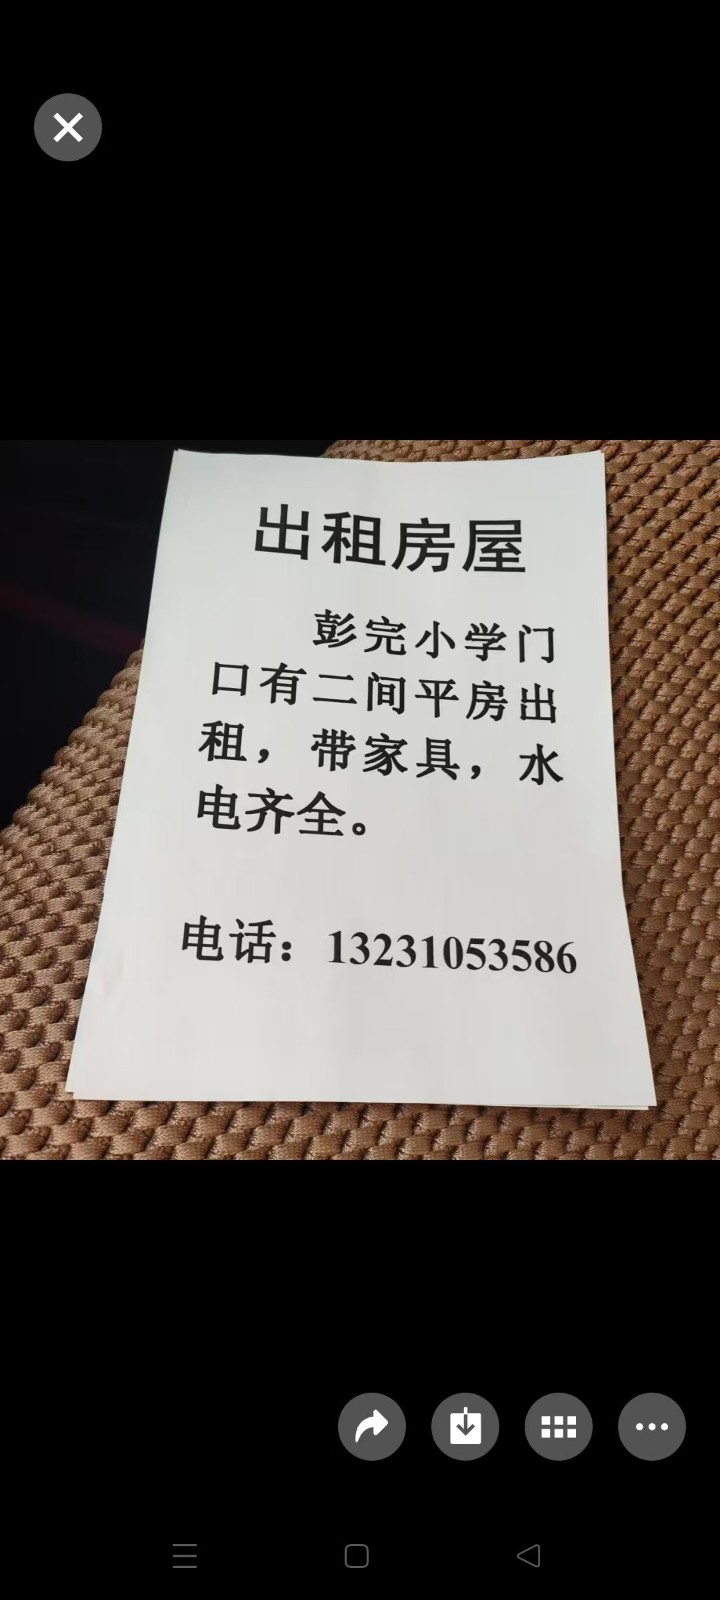 出租房屋
彭完小学门
口有二间平房出
租，带家具，水
电齐全。
电话：13231053586